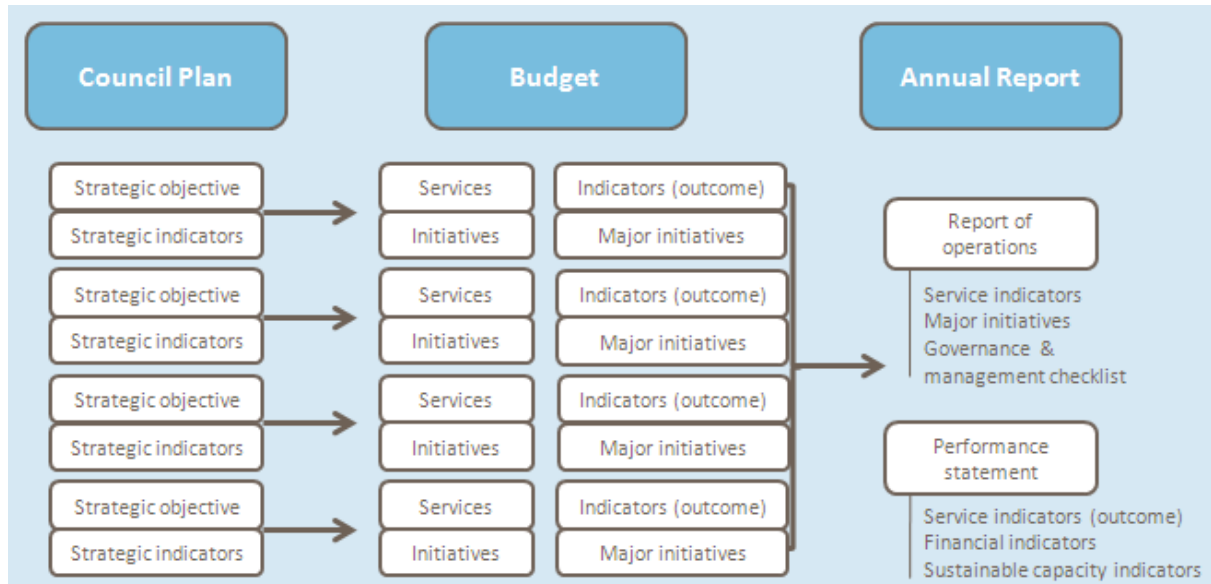 Council Plan
Budget
Annual Report
Strategic objective
Strategic indicators
Services
Initiatives
Indicators (outcome)
Major initiatives
Strategic objective
Strategic indicators
Services
Initiatives
Indicators (outcome)
Major initiatives
Strategic objective
Strategic indicators
Services
Initiatives
Indicators (outcome)
Major initiatives
Strategic objective
Strategic indicators
Services
Initiatives
Indicators (outcome)
Major initiatives
Report of
operations
Service indicators
Major initiatives
Governance &
management checklist
Performance
statement
Service indicators (outcome)
Financial indicators
Sustainable capacity indicators